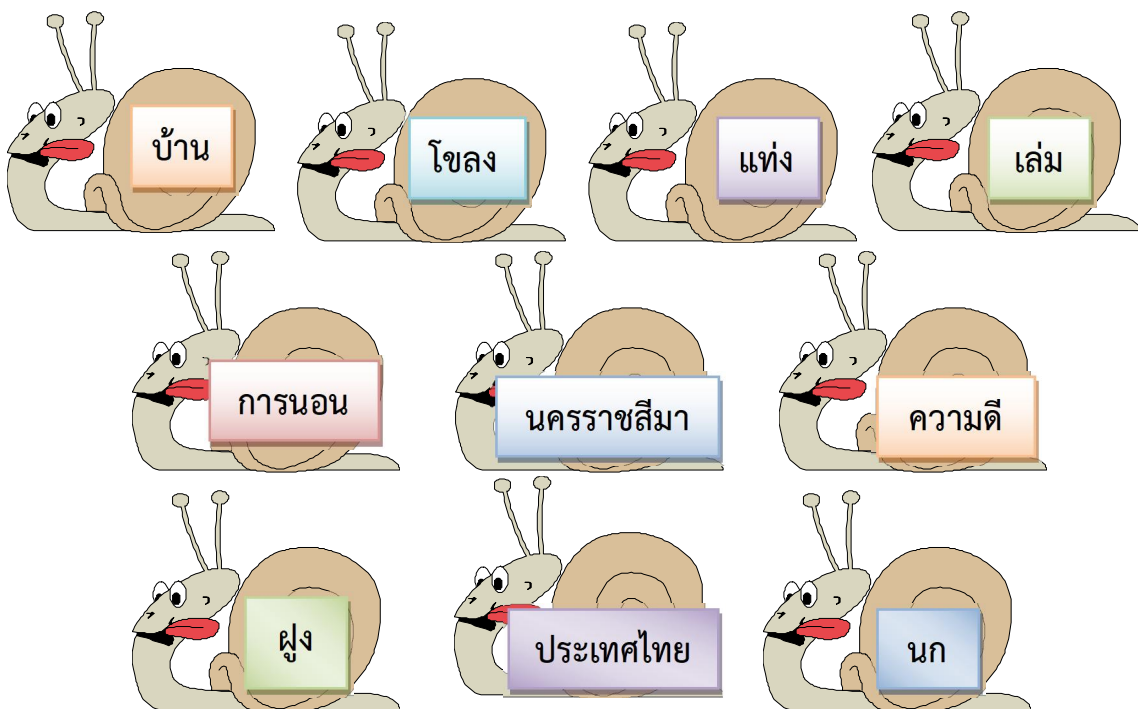 บ้าน
โขลง
แท่ง
เล่ม
การนอน
นครราชสีมา
ความดี
ฝูง
ประเทศไทย
นก